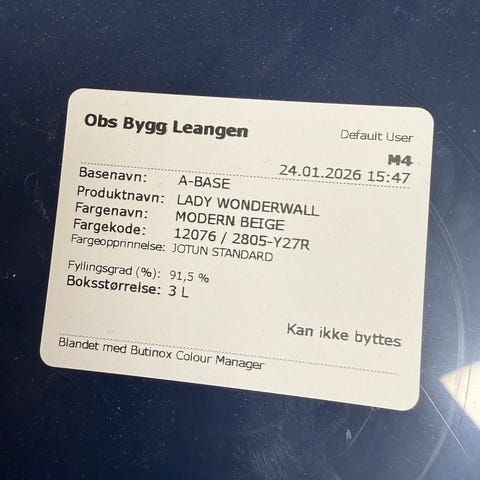 Obs Bygg Leangen
Default User
M4
24.01.2026 15:47
Basenavn: A-BASE
Produktnavn: LADY WONDERWALL
Fargenavn: MODERN BEIGE
Fargekode: 12076 / 2805-Y27R
Fargeopprinnelse: JOTUN STANDARD
Fyllingsgrad (%): 91,5 %
Boksstørrelse: 3 L
Kan ikke byttes
Blandet med Butinox Colour Manager